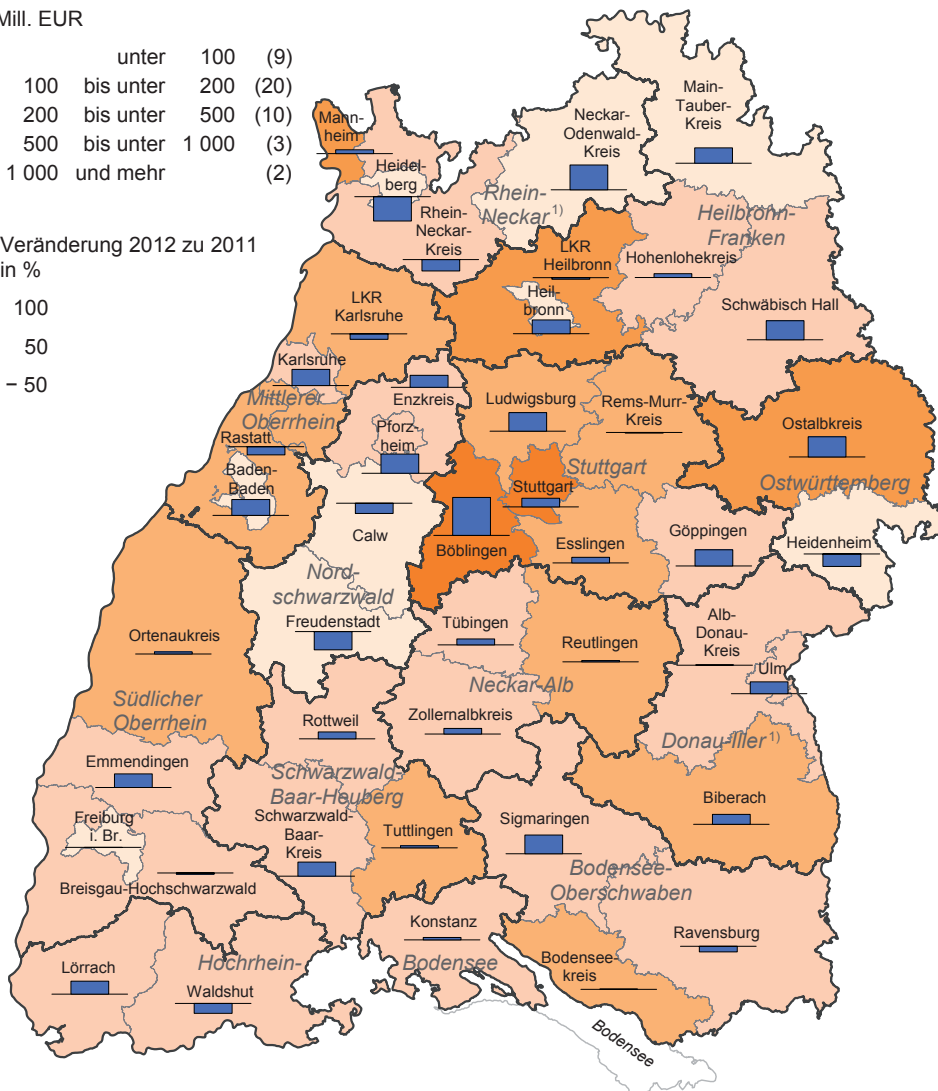 Mill. EUR
unter 100 (9)
100 bis unter 200 (20)
200 bis unter 500 (10)
500 bis unter 1 000 (3)
1 000 und mehr (2)
Veränderung 2012 zu 2011
in %
100
50
– 50
Main-
Tauber-
Kreis
Neckar-
Odenwald-
Kreis
Mann-
heim
Heidel-
berg
Rhein-
Neckar 1)
Rhein-
Neckar-
Kreis
Heilbronn-
Franken
LKR
Heilbronn
Hohenlohekreis
Heil-
bronn
Schwäbisch Hall
LKR
Karlsruhe
Karlsruhe
Enzkreis
Mittlerer
Oberrhein
Ludwigsburg
Rems-Murr-
Kreis
Ostalbkreis
Pforz-
heim
Rastatt
Baden-
Baden
Stuttgart
Stuttgart
Ostwürttemberg
Calw
Böblingen
Esslingen
Göppingen
Heidenheim
Nord-
schwarzwald
Freudenstadt
Ortenaukreis
Tübingen
Reutlingen
Alb-
Donau-
Kreis
Ulm
Neckar-Alb
Südlicher
Oberrhein
Rottweil
Zollernalbkreis
Donau-Iller 1)
Emmendingen
Schwarzwald-
Baar-Heuberg
Schwarzwald-
Baar-
Kreis
Biberach
Freiburg
i. Br.
Tuttlingen
Sigmaringen
Breisgau-Hochschwarzwald
Bodensee-
Oberschwaben
Konstanz
Ravensburg
Lörrach
Hochrhein-
Bodensee
Bodensee-
kreis
Waldshut
Bodensee